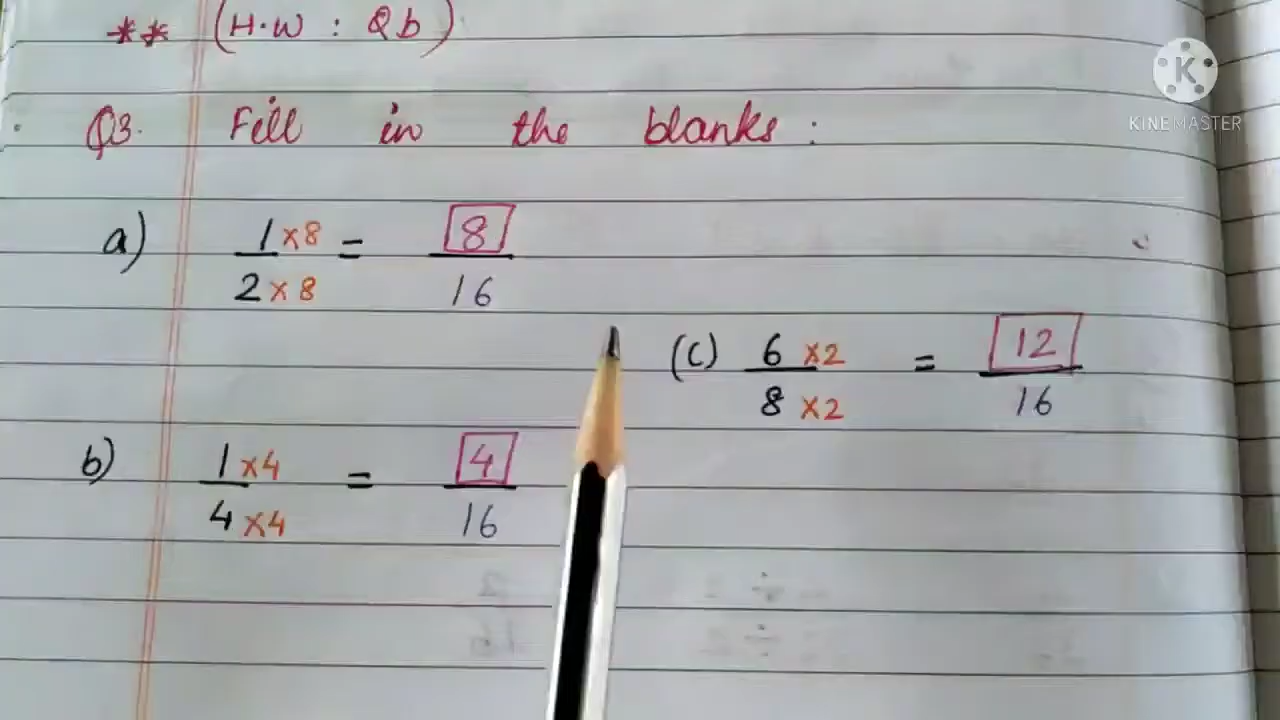 ** (H.W : Qb)
Q3. Fill in the blanks :
a) 1 ×8 = 8
2 ×8 16
(c) 6 ×2 = 12
8 ×2 16
b) 1 ×4 = 4
4 ×4 16
K
KINEMASTER